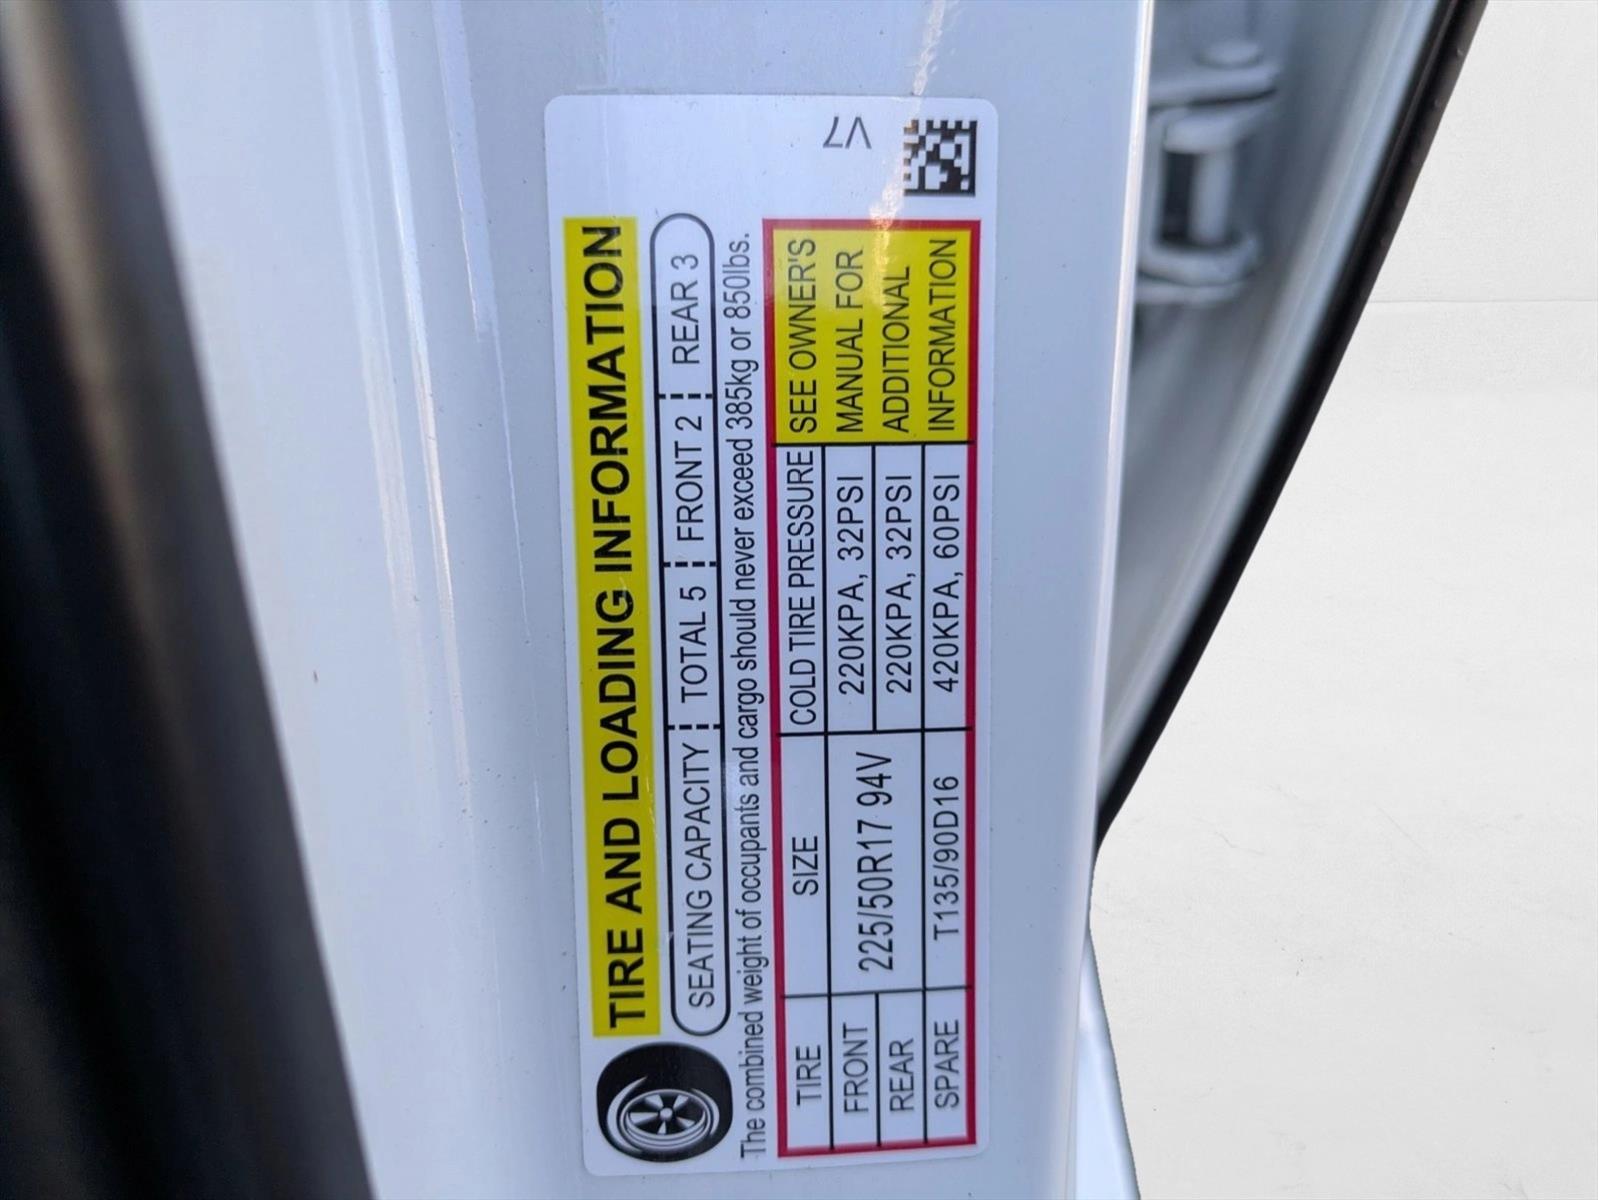 TIRE AND LOADING INFORMATION
SEATING CAPACITY TOTAL 5 FRONT 2 REAR 3
The combined weight of occupants and cargo should never exceed 385kg or 850lbs.
TIRE SIZE COLD TIRE PRESSURE
FRONT 225/50R17 94V 220KPA, 32PSI
REAR 220KPA, 32PSI
SPARE T135/90D16 420KPA, 60PSI
SEE OWNER'S
MANUAL FOR
ADDITIONAL
INFORMATION
V7